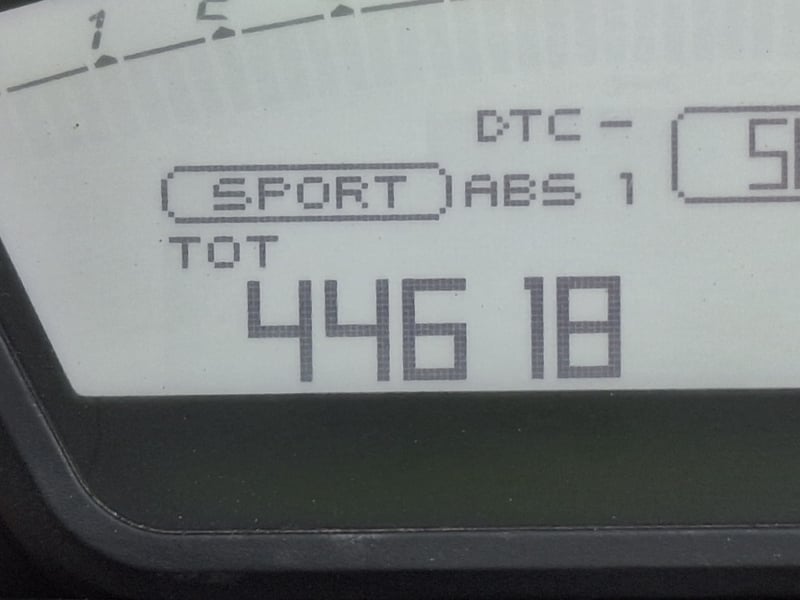 1
DTC -
SPORT ABS 1
TOT
44618